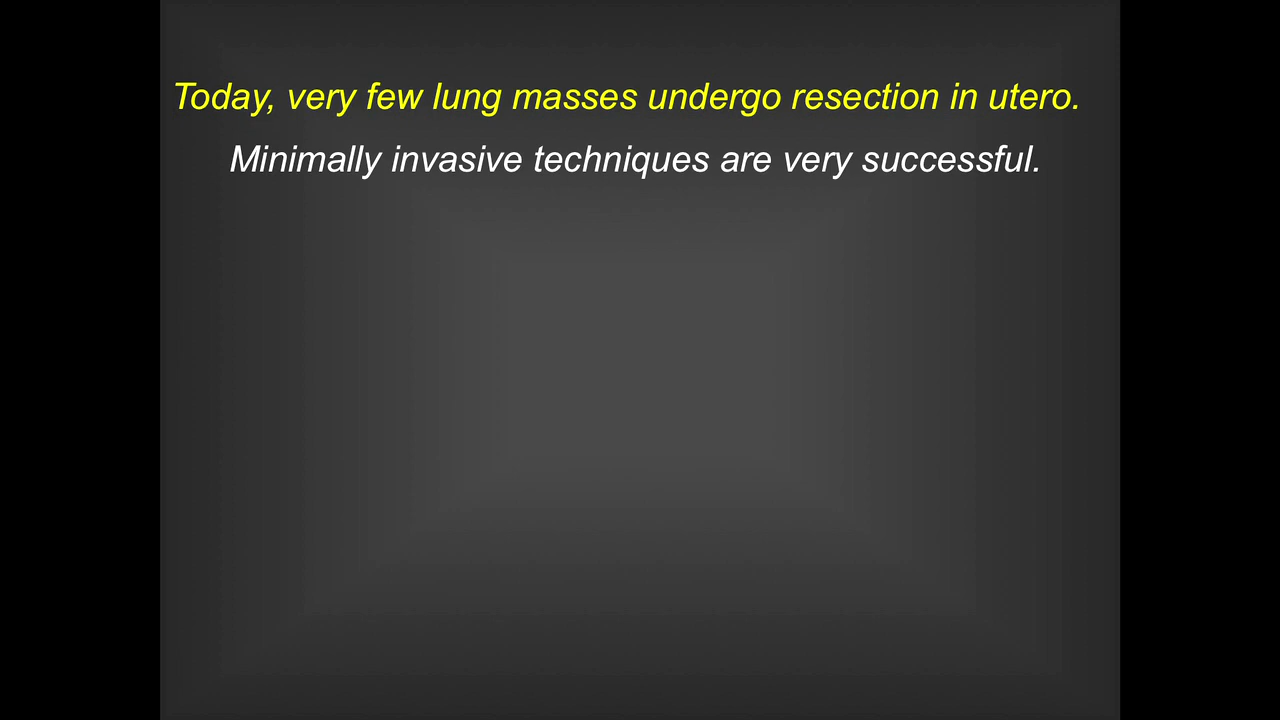 Today, very few lung masses undergo resection in utero.
Minimally invasive techniques are very successful.